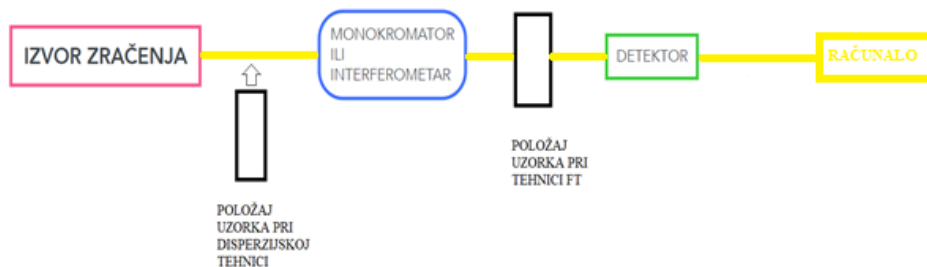 IZVOR ZRAČENJA
MONOKROMATOR
ILI
INTERFEROMETAR
DETEKTOR
RAČUNALO
POLOŽAJ
UZORKA PRI
TEHNICI FT
POLOŽAJ
UZORKA PRI
DISPERZIJSKOJ
TEHNICI